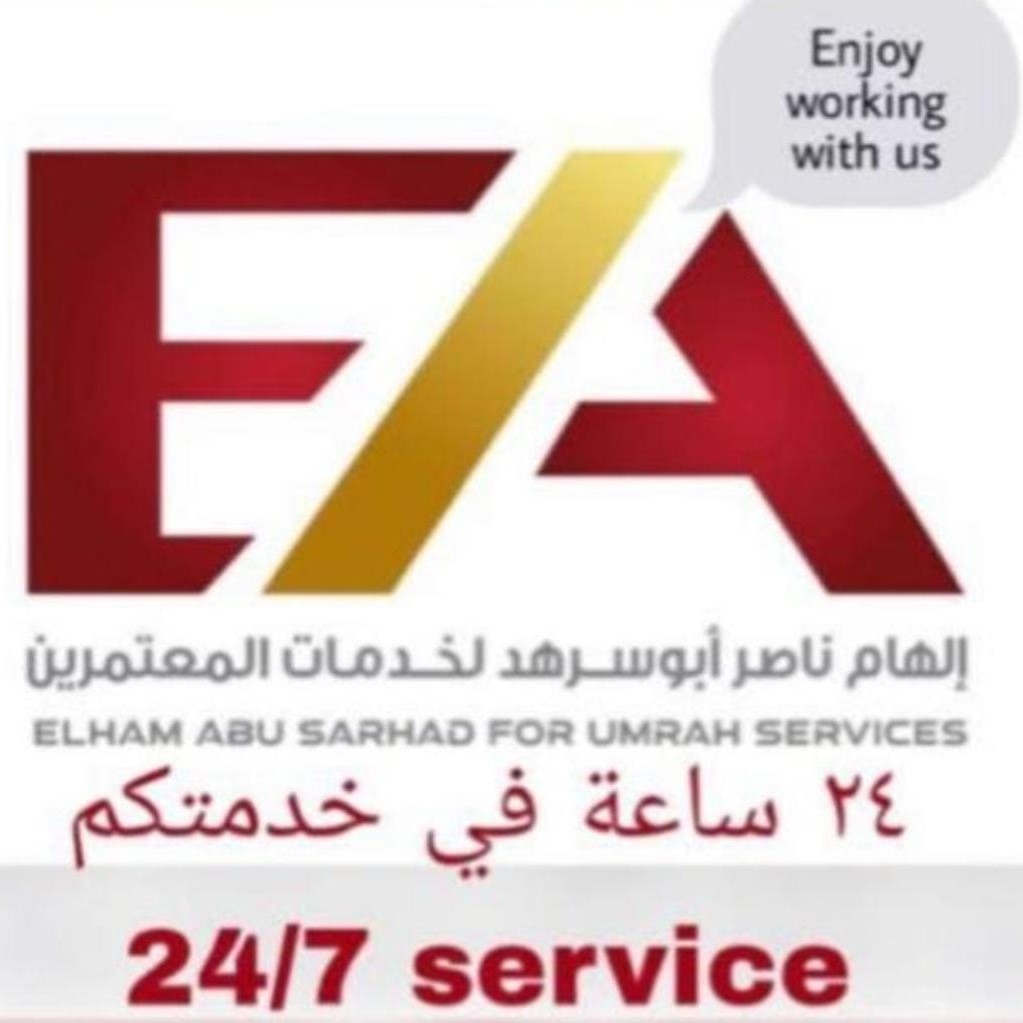 Enjoy
working
with us
E/A
إلهام ناصر أبوسرهد لخدمات المعتمرين
ELHAM ABU SARHAD FOR UMRAH SERVICES
٢٤ ساعة في خدمتكم
24/7 service